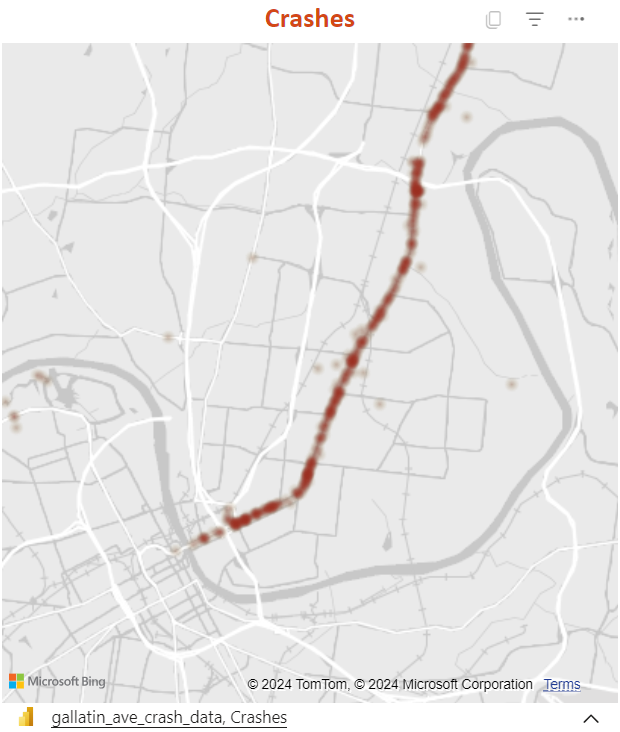 Crashes
Microsoft Bing
© 2024 TomTom, © 2024 Microsoft Corporation Terms
gallatin_ave_crash_data, Crashes